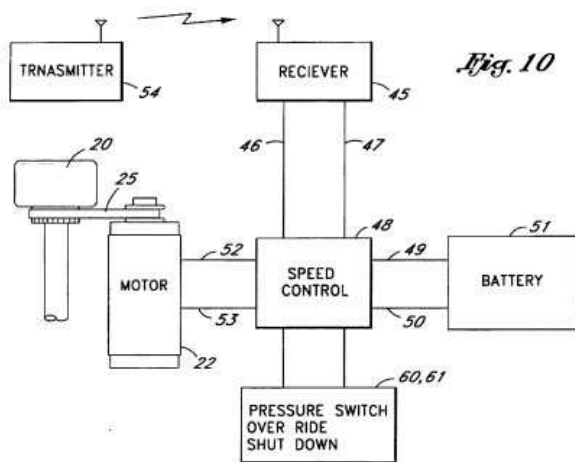 Fig. 10
TRNASMITTER
54
RECIEVER
45
20
25
46
47
48
51
52
49
MOTOR
SPEED
CONTROL
BATTERY
53
50
22
60,61
PRESSURE SWITCH
OVER RIDE
SHUT DOWN